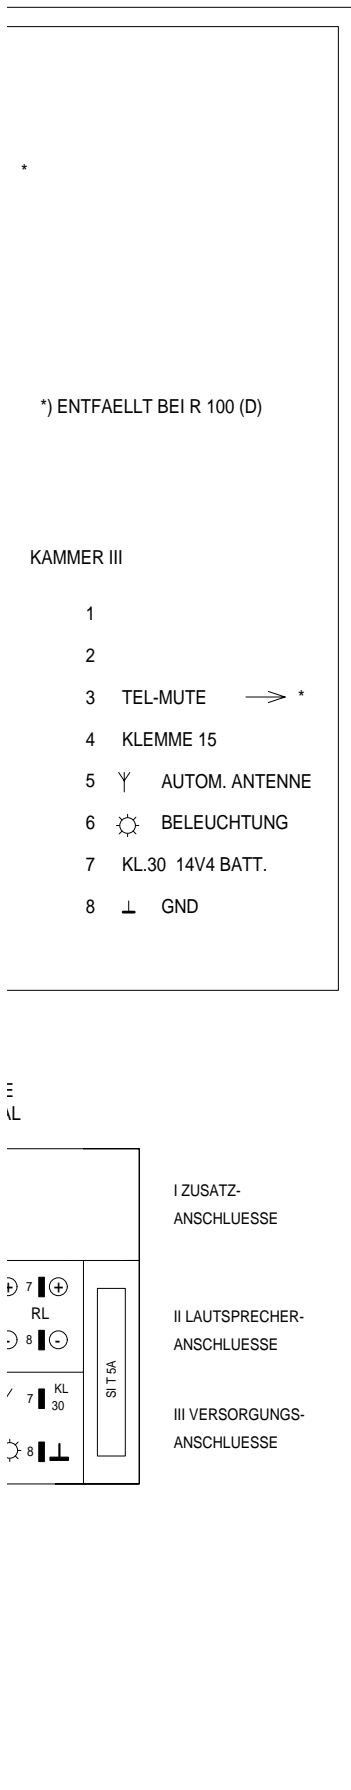 *
*) ENTFAELLT BEI R 100 (D)
KAMMER III
1
2
3 TEL-MUTE *
4 KLEMME 15
5 AUTOM. ANTENNE
6 BELEUCHTUNG
7 KL.30 14V4 BATT.
8 GND
E
AL
I ZUSATZ-
ANSCHLUESSE
7
RL
8
II LAUTSPRECHER-
ANSCHLUESSE
7 KL
30
8
SI T 5A
III VERSORGUNGS-
ANSCHLUESSE